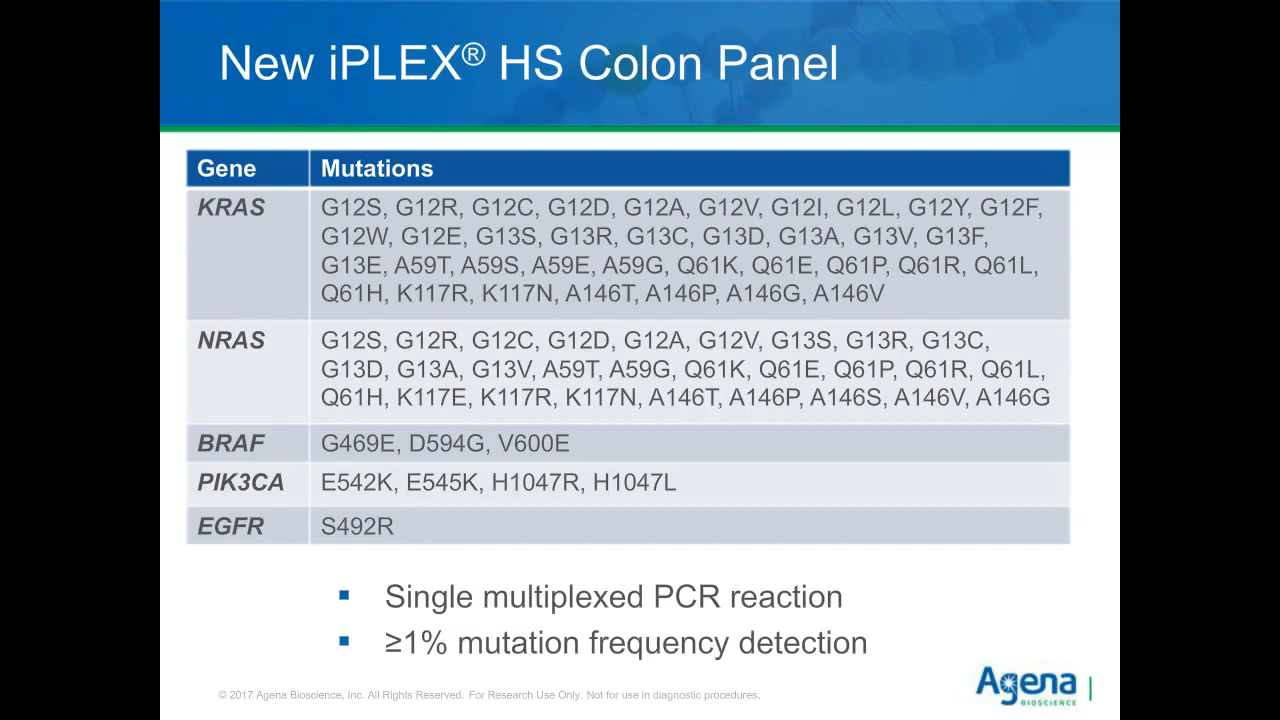 New iPLEX® HS Colon Panel
Gene Mutations
KRAS G12S, G12R, G12C, G12D, G12A, G12V, G12I, G12L, G12Y, G12F,
G12W, G12E, G13S, G13R, G13C, G13D, G13A, G13V, G13F,
G13E, A59T, A59S, A59E, A59G, Q61K, Q61E, Q61P, Q61R, Q61L,
Q61H, K117R, K117N, A146T, A146P, A146G, A146V
NRAS G12S, G12R, G12C, G12D, G12A, G12V, G13S, G13R, G13C,
G13D, G13A, G13V, A59T, A59G, Q61K, Q61E, Q61P, Q61R, Q61L,
Q61H, K117E, K117R, K117N, A146T, A146P, A146S, A146V, A146G
BRAF G469E, D594G, V600E
PIK3CA E542K, E545K, H1047R, H1047L
EGFR S492R
▪ Single multiplexed PCR reaction
▪ ≥1% mutation frequency detection
© 2017 Agena Bioscience, Inc. All Rights Reserved. For Research Use Only. Not for use in diagnostic procedures.
Agena
BIOSCIENCE